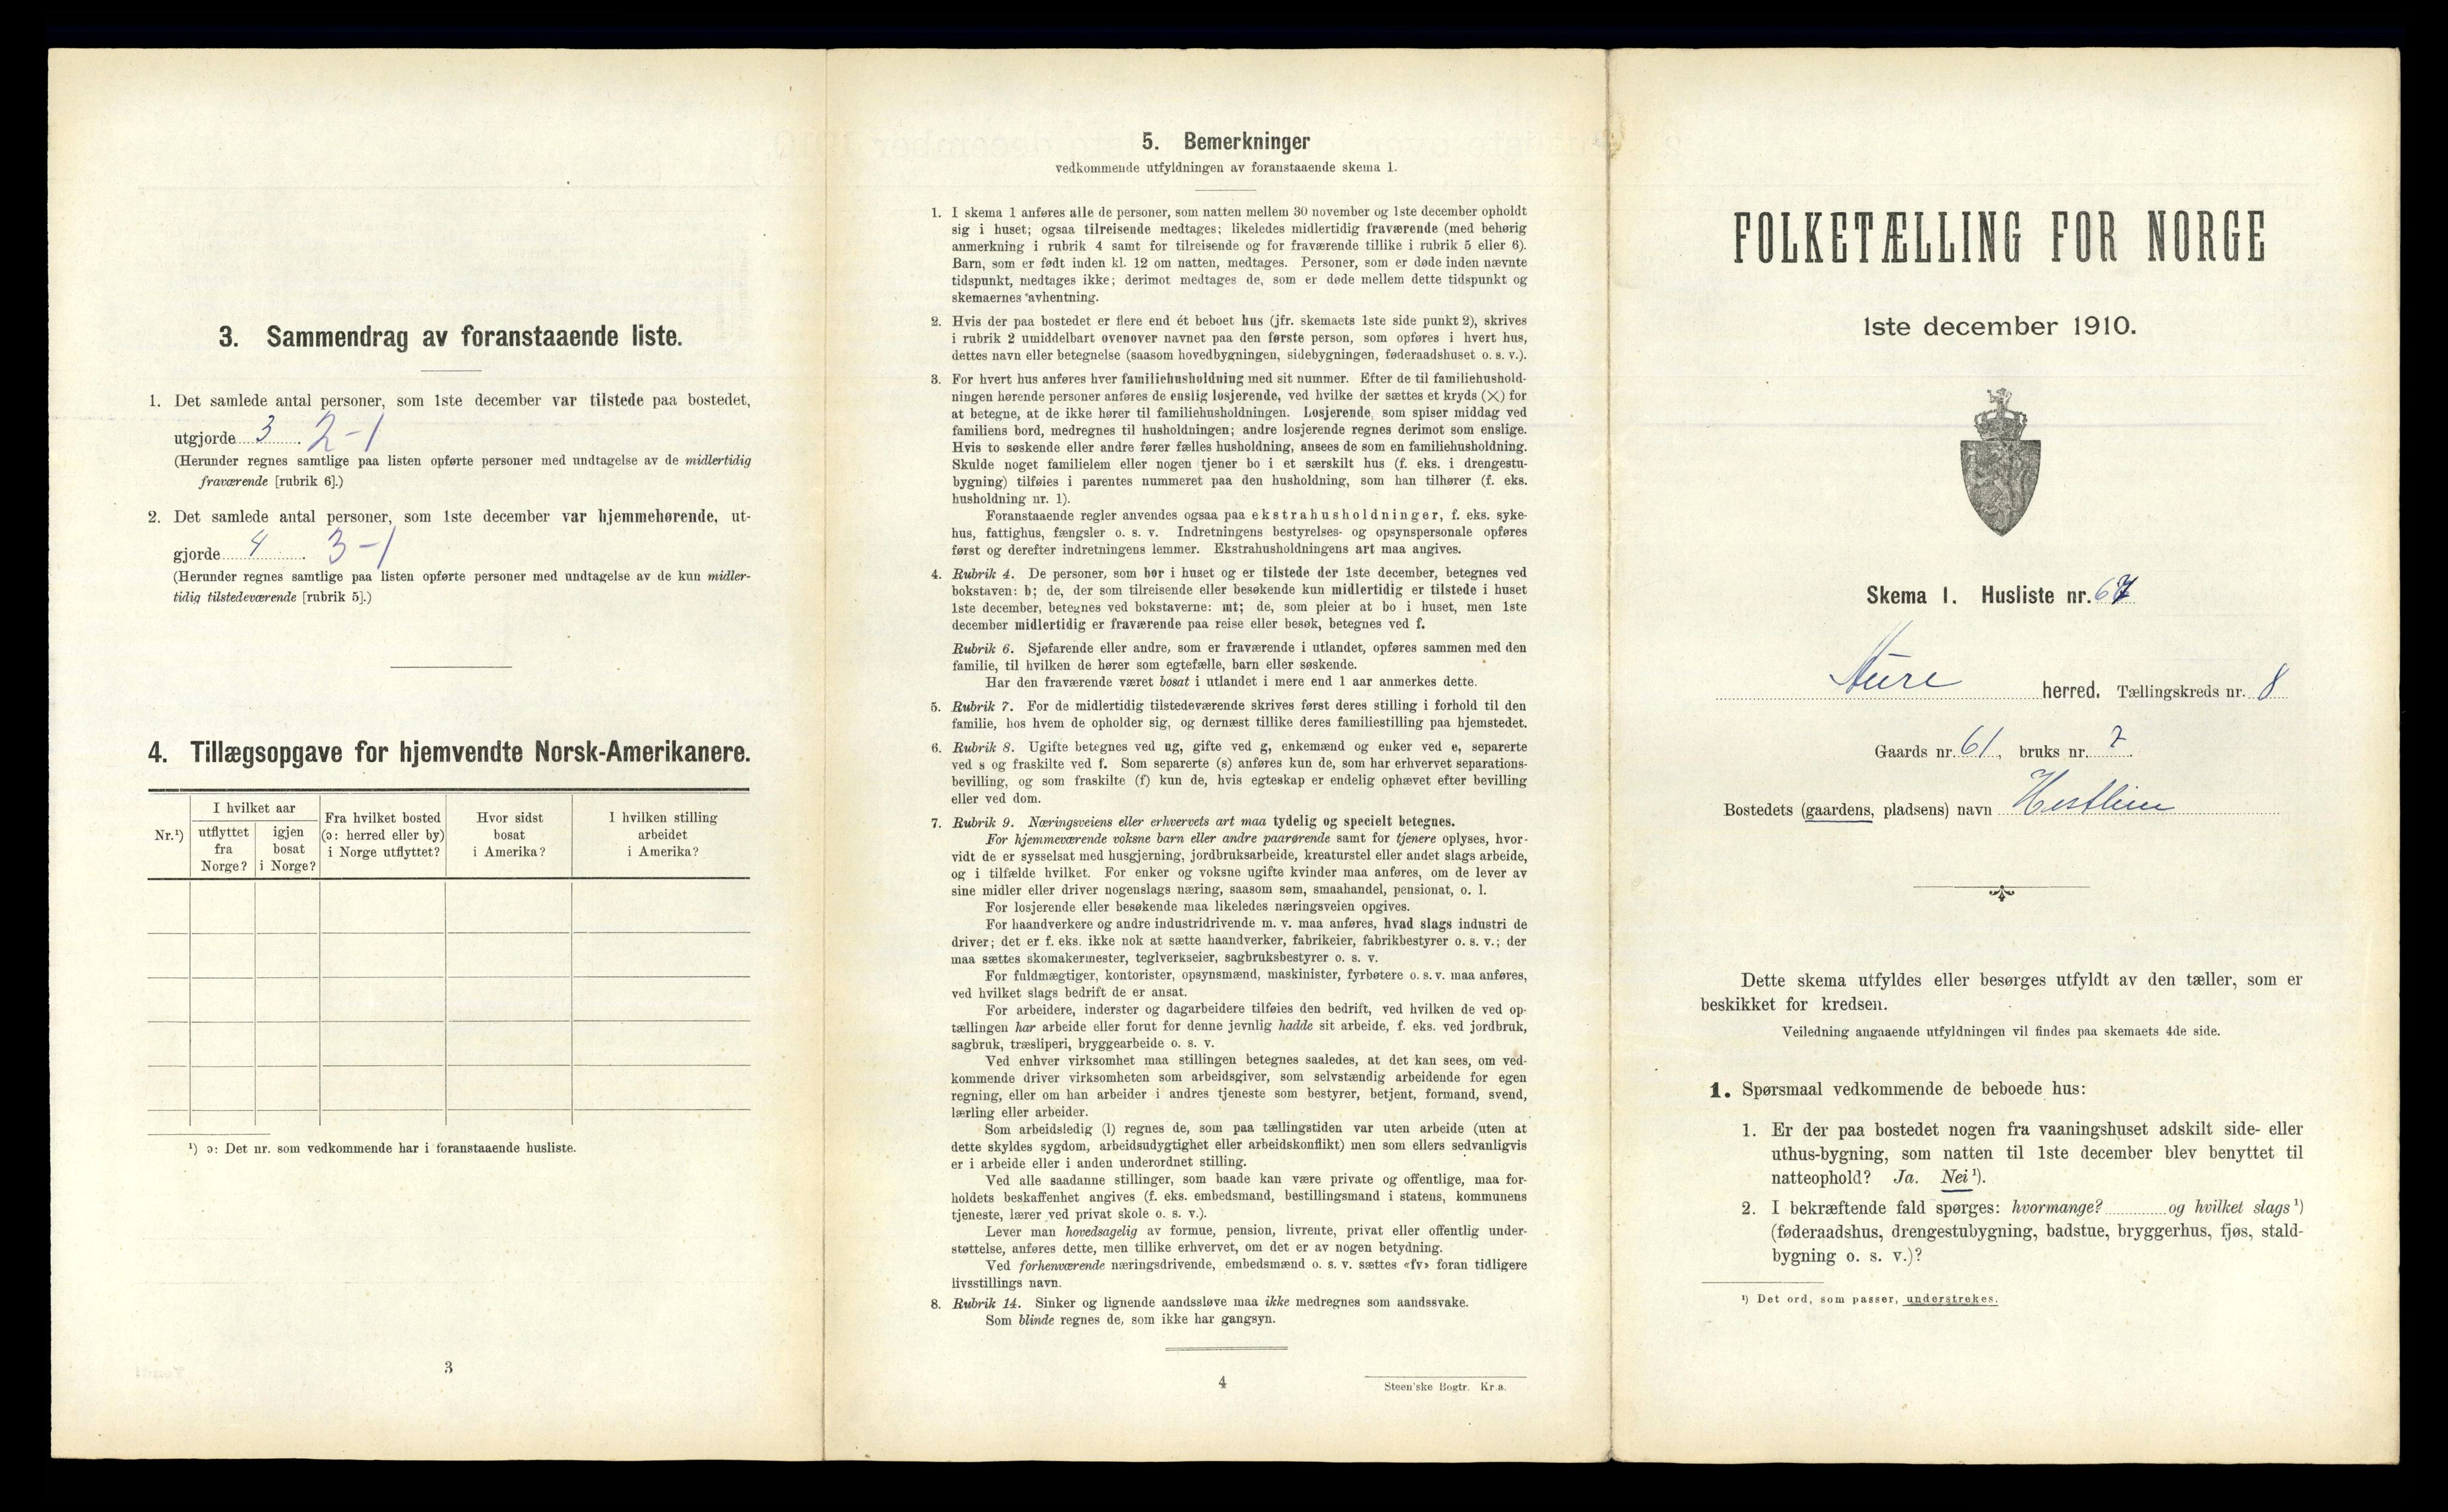 3. Sammendrag av foranstaaende liste.
1. Det samlede antal personer, som 1ste december var tilstede paa bostedet,
utgjorde 3 . 2-1
(Herunder regnes samtlige paa listen opførte personer med undtagelse av de midlertidig
fraværende [rubrik 6].)
2. Det samlede antal personer, som 1ste december var hjemmehørende, ut-
gjorde 4 . 3-1
(Herunder regnes samtlige paa listen opførte personer med undtagelse av de kun midler-
tidig tilstedeværende [rubrik 5].)
4. Tillægsopgave for hjemvendte Norsk-Amerikanere.
Nr.¹)
I hvilket aar
utflyttet
fra
Norge?
igjen
bosat
i Norge?
Fra hvilket bosted
(ɔ: herred eller by)
i Norge utflyttet?
Hvor sidst
bosat
i Amerika?
I hvilken stilling
arbeidet
i Amerika?
¹) ɔ: Det nr. som vedkommende har i foranstaaende husliste.
3
5. Bemerkninger
vedkommende utfyldningen av foranstaaende skema 1.
1. I skema 1 anføres alle de personer, som natten mellem 30 november og 1ste december opholdt
sig i huset; ogsaa tilreisende medtages; likeledes midlertidig fraværende (med behørig
anmerkning i rubrik 4 samt for tilreisende og for fraværende tillike i rubrik 5 eller 6).
Barn, som er født inden kl. 12 om natten, medtages. Personer, som er døde inden nævnte
tidspunkt, medtages ikke; derimot medtages de, som er døde mellem dette tidspunkt og
skemaernes avhentning.
2. Hvis der paa bostedet er flere end ét beboet hus (jfr. skemaets 1ste side punkt 2), skrives
i rubrik 2 umiddelbart ovenover navnet paa den første person, som opføres i hvert hus,
dettes navn eller betegnelse (saasom hovedbygningen, sidebygningen, føderaadshuset o. s. v.).
3. For hvert hus anføres hver familiehusholdning med sit nummer. Efter de til familiehushold-
ningen hørende personer anføres de enslig losjerende, ved hvilke der sættes et kryds (×) for
at betegne, at de ikke hører til familiehusholdningen. Losjerende som spiser middag ved
familiens bord, medregnes til husholdningen; andre losjerende regnes derimot som enslige.
Hvis to søskende eller andre fører fælles husholdning, ansees de som en familiehusholdning.
Skulde noget familielem eller nogen tjener bo i et særskilt hus (f. eks. i drengestu-
bygning) tilføies i parentes nummeret paa den husholdning, som han tilhører (f. eks.
husholdning nr. 1).
Foranstaaende regler anvendes ogsaa paa ekstrahusholdninger, f. eks. syke-
hus, fattighus, fængsler o. s. v. Indretningens bestyrelses- og opsynspersonale opføres
først og derefter indretningens lemmer. Ekstrahusholdningens art maa angives.
4. Rubrik 4. De personer, som bor i huset og er tilstede der 1ste december, betegnes ved
bokstaven: b; de, der som tilreisende eller besøkende kun midlertidig er tilstede i huset
1ste december, betegnes ved bokstaverne: mt; de, som pleier at bo i huset, men 1ste
december midlertidig er fraværende paa reise eller besøk, betegnes ved f.
Rubrik 6. Sjøfarende eller andre, som er fraværende i utlandet, opføres sammen med den
familie, til hvilken de hører som egtefælle, barn eller søskende.
Har den fraværende været bosat i utlandet i mere end 1 aar anmerkes dette.
5. Rubrik 7. For de midlertidig tilstedeværende skrives først deres stilling i forhold til den
familie, hos hvem de opholder sig, og dernæst tillike deres familiestilling paa hjemstedet.
6. Rubrik 8. Ugifte betegnes ved ug, gifte ved g, enkemænd og enker ved e, separerte
ved s og fraskilte ved f. Som separerte (s) anføres kun de, som har erhvervet separations-
bevilling, og som fraskilte (f) kun de, hvis egteskap er endelig ophævet efter bevilling
eller ved dom.
7. Rubrik 9. Næringsveiens eller erhvervets art maa tydelig og specielt betegnes.
For hjemmeværende voksne barn eller andre paarørende samt for tjenere oplyses, hvor-
vidt de er sysselsat med husgjerning, jordbruksarbeide, kreaturstel eller andet slags arbeide,
og i tilfælde hvilket. For enker og voksne ugifte kvinder maa anføres, om de lever av
sine midler eller driver nogenslags næring, saasom søm, smaahandel, pensionat, o. l.
For losjerende eller besøkende maa likeledes næringsveien opgives.
For haandverkere og andre industridrivende m. v. maa anføres, hvad slags industri de
driver; det er f. eks. ikke nok at sætte haandverker, fabrikeier, fabrikbestyrer o. s. v.; der
maa sættes skomakermester, teglverkseier, sagbruksbestyrer o. s. v.
For fuldmægtiger, kontorister, opsynsmænd, maskinister, fyrbøtere o. s. v. maa anføres,
ved hvilket slags bedrift de er ansat.
For arbeidere, inderster og dagarbeidere tilføies den bedrift, ved hvilken de ved op-
tællingen har arbeide eller forut for denne jevnlig hadde sit arbeide, f. eks. ved jordbruk,
sagbruk, træsliperi, bryggearbeide o. s. v.
Ved enhver virksomhet maa stillingen betegnes saaledes, at det kan sees, om ved-
kommende driver virksomheten som arbeidsgiver, som selvstændig arbeidende for egen
regning, eller om han arbeider i andres tjeneste som bestyrer, betjent, formand, svend,
lærling eller arbeider.
Som arbeidsledig (l) regnes de, som paa tællingstiden var uten arbeide (uten at
dette skyldes sygdom, arbeidsudygtighet eller arbeidskonflikt) men som ellers sedvanligvis
er i arbeide eller i anden underordnet stilling.
Ved alle saadanne stillinger, som baade kan være private og offentlige, maa for-
holdets beskaffenhet angives (f. eks. embedsmand, bestillingsmand i statens, kommunens
tjeneste, lærer ved privat skole o. s. v.).
Lever man hovedsagelig av formue, pension, livrente, privat eller offentlig under-
støttelse, anføres dette, men tillike erhvervet, om det er av nogen betydning.
Ved forhenværende næringsdrivende, embedsmænd o. s. v. sættes «fv» foran tidligere
livsstillings navn.
8. Rubrik 14. Sinker og lignende aandssløve maa ikke medregnes som aandssvake.
Som blinde regnes de, som ikke har gangsyn.
4
Steen'ske Bogtr. Kr.a.
FOLKETÆLLING FOR NORGE
1ste december 1910.
Skema 1. Husliste nr. 67
Aure herred. Tællingskreds nr. 8
Gaards nr. 61, bruks nr. 7.
Bostedets (gaardens, pladsens) navn Hestlien
Dette skema utfyldes eller besørges utfyldt av den tæller, som er
beskikket for kredsen.
Veiledning angaaende utfyldningen vil findes paa skemaets 4de side.
1. Spørsmaal vedkommende de beboede hus:
1. Er der paa bostedet nogen fra vaaningshuset adskilt side- eller
uthus-bygning, som natten til 1ste december blev benyttet til
natteophold? Ja. Nei¹).
2. I bekræftende fald spørges: hvormange? og hvilket slags¹)
(føderaadshus, drengestubygning, badstue, bryggerhus, fjøs, stald-
bygning o. s. v.)?
¹) Det ord, som passer, understrekes.